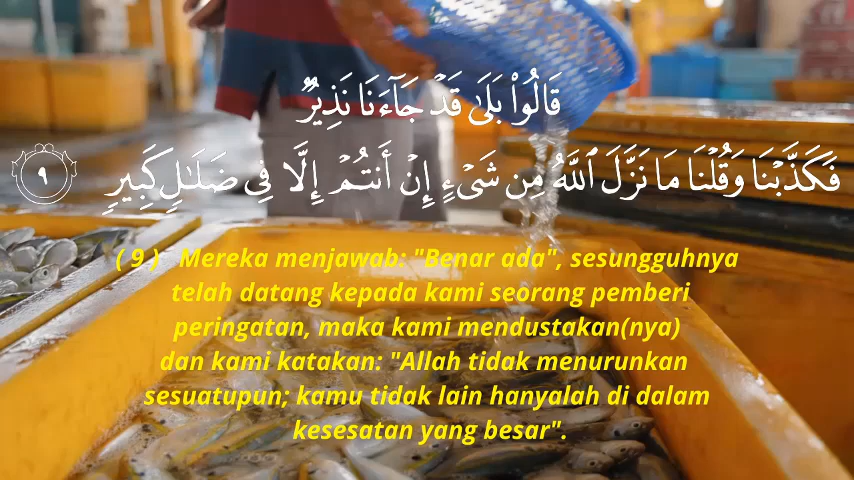 قَالُوا۟ بَلَىٰ قَدْ جَآءَنَا نَذِيرٌ
فَكَذَّبْنَا وَقُلْنَا مَا نَزَّلَ ٱللَّهُ مِن شَىْءٍ إِنْ أَنتُمْ إِلَّا فِى ضَلَـٰلٍ كَبِيرٍ ٩
( 9 ) Mereka menjawab: "Benar ada", sesungguhnya
telah datang kepada kami seorang pemberi
peringatan, maka kami mendustakan(nya)
dan kami katakan: "Allah tidak menurunkan
sesuatupun; kamu tidak lain hanyalah di dalam
kesesatan yang besar".